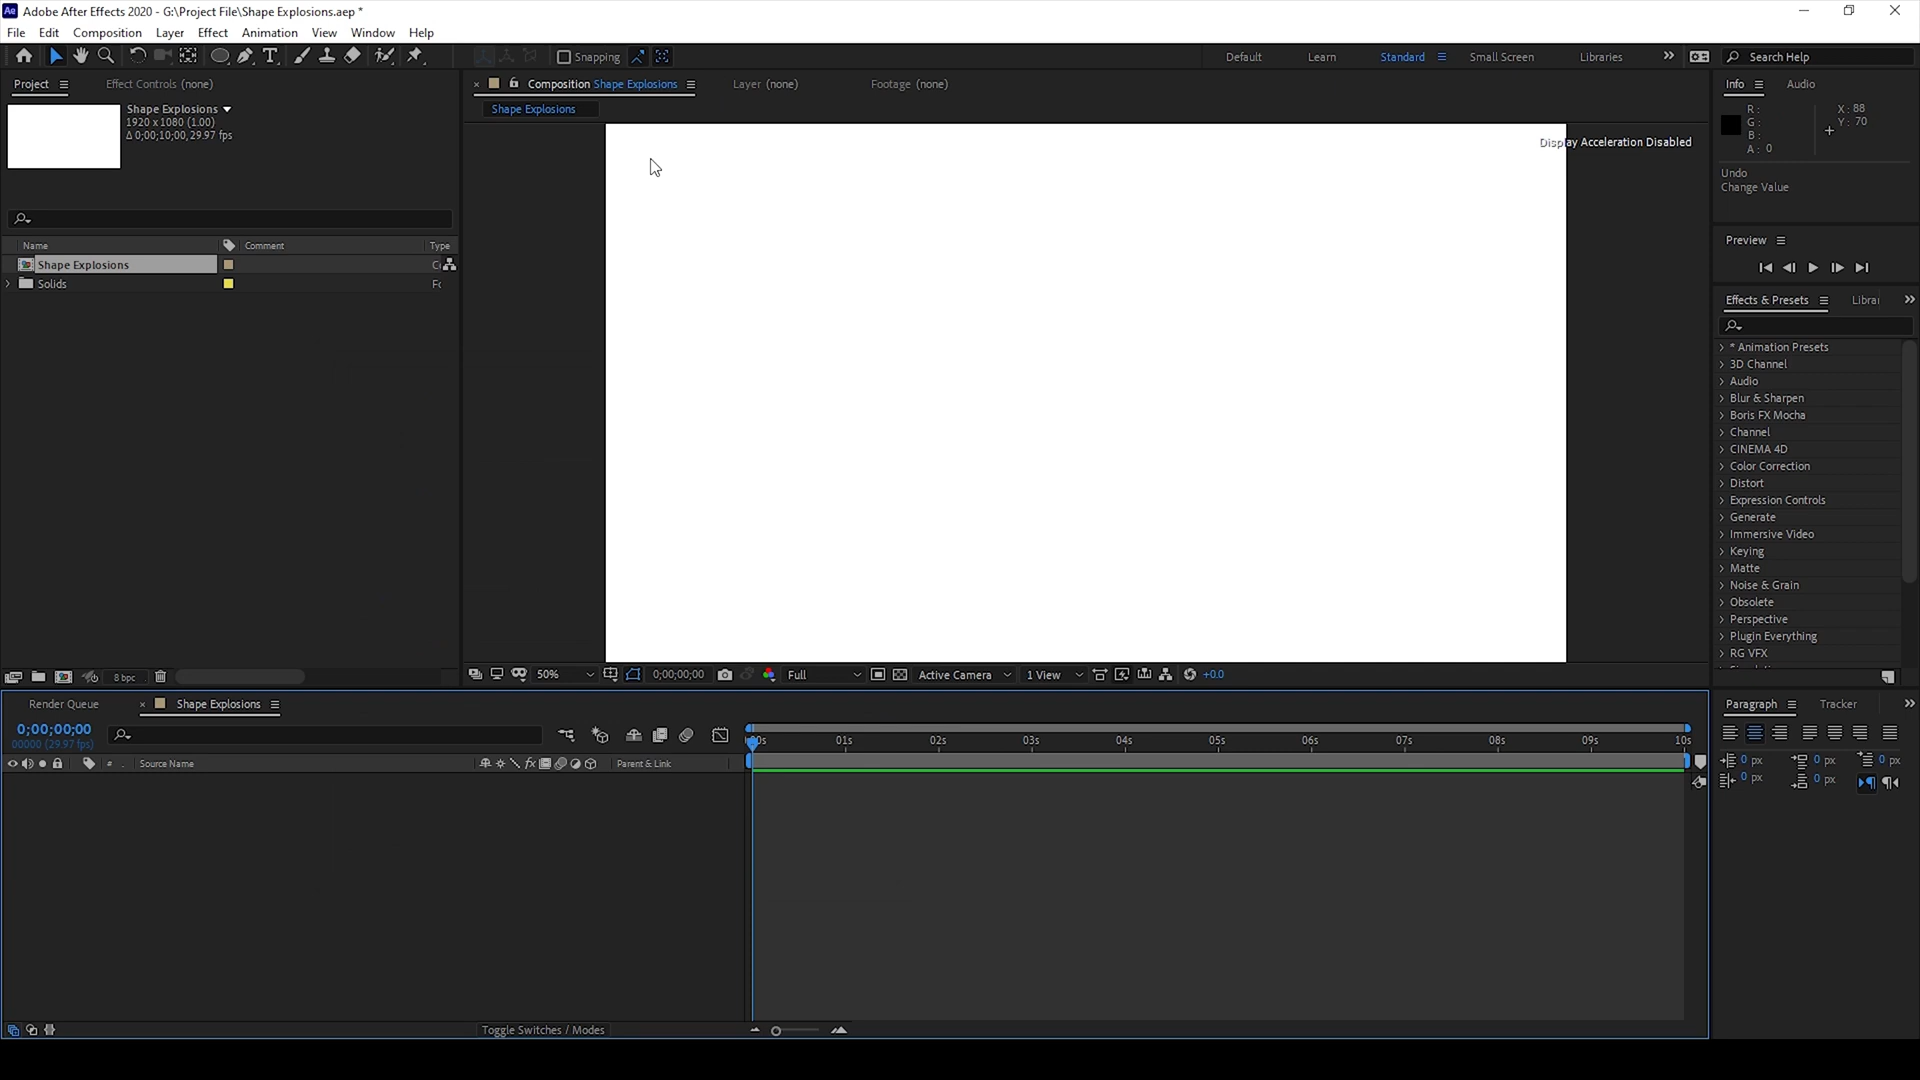 Adobe After Effects 2020 - G:\Project File\Shape Explosions.aep *
File Edit Composition Layer Effect Animation View Window Help
Snapping
Default Learn Standard Small Screen Libraries
Search Help
Project
Effect Controls (none)
Shape Explosions
1920 x 1080 (1.00)
Δ 0;00;10;00, 29.97 fps
Name Comment Type
Shape Explosions
Solids
8 bpc
Composition Shape Explosions
Layer (none)
Footage (none)
Shape Explosions
Display Acceleration Disabled
50%
0;00;00;00
Full
Active Camera
1 View
+0.0
Info
Audio
R :
G :
B :
A : 0
X : 88
Y : 70
Undo
Change Value
Preview
Effects & Presets
Librai
* Animation Presets
3D Channel
Audio
Blur & Sharpen
Boris FX Mocha
Channel
CINEMA 4D
Color Correction
Distort
Expression Controls
Generate
Immersive Video
Keying
Matte
Noise & Grain
Obsolete
Perspective
Plugin Everything
RG VFX
Render Queue
Shape Explosions
0;00;00;00
00000 (29.97 fps)
# Source Name
fx
Parent & Link
00s 01s 02s 03s 04s 05s 06s 07s 08s 09s 10s
Toggle Switches / Modes
Paragraph
Tracker
0 px 0 px 0 px
0 px 0 px